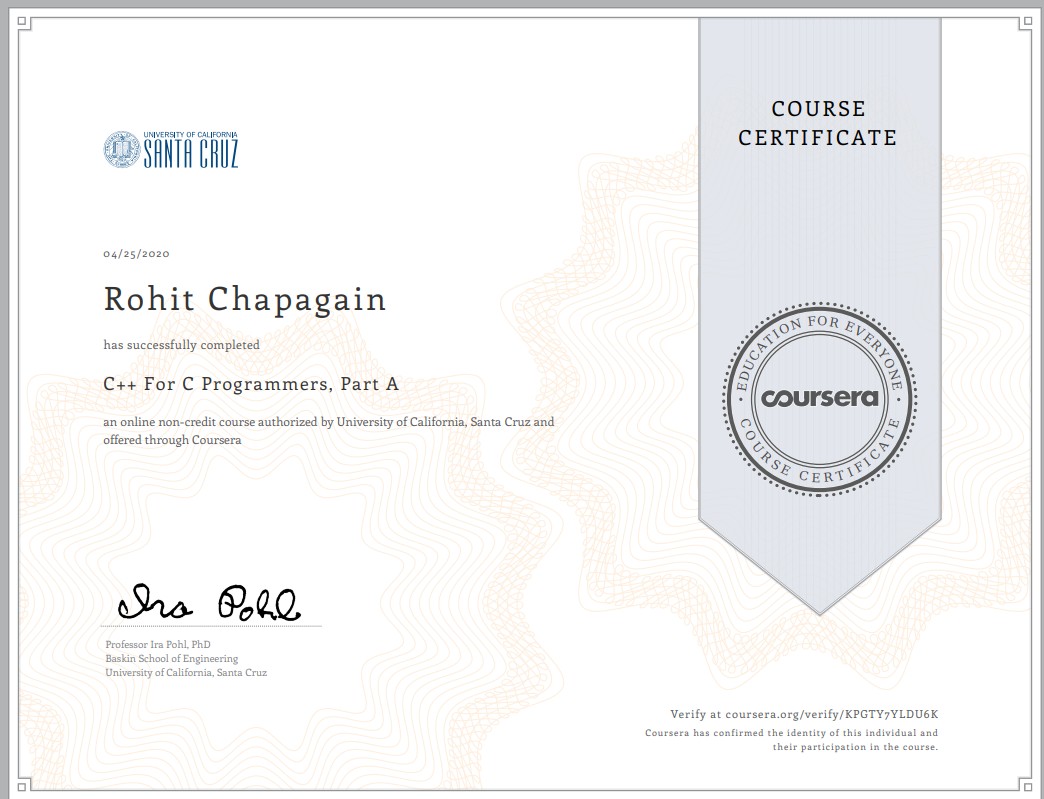 UNIVERSITY OF CALIFORNIA
SANTA CRUZ
COURSE
CERTIFICATE
04/25/2020
Rohit Chapagain
has successfully completed
C++ For C Programmers, Part A
an online non-credit course authorized by University of California, Santa Cruz and
offered through Coursera
EDUCATION FOR EVERYONE
coursera
COURSE CERTIFICATE
Ira Pohl
Professor Ira Pohl, PhD
Baskin School of Engineering
University of California, Santa Cruz
Verify at coursera.org/verify/KPGTY7YLDU6K
Coursera has confirmed the identity of this individual and
their participation in the course.